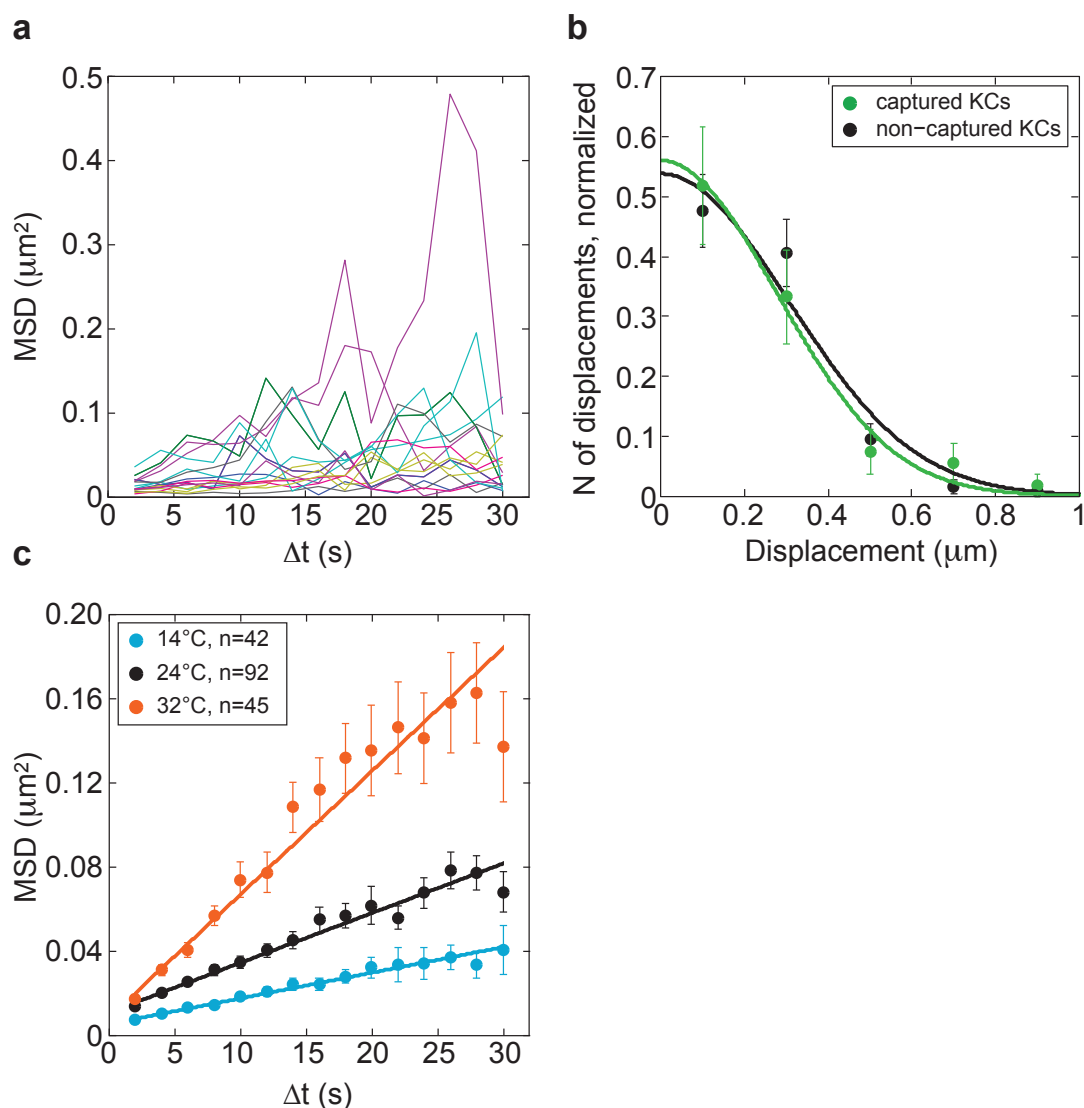 a
0.5
0.4
0.3
0.2
0.1
0
MSD (μm²)
0 5 10 15 20 25 30
Δt (s)
b
0.7
0.6
0.5
0.4
0.3
0.2
0.1
0
N of displacements, normalized
captured KCs
non−captured KCs
0 0.2 0.4 0.6 0.8 1
Displacement (μm)
c
0.20
0.16
0.12
0.08
0.04
0
MSD (μm²)
14°C, n=42
24°C, n=92
32°C, n=45
0 5 10 15 20 25 30
Δt (s)